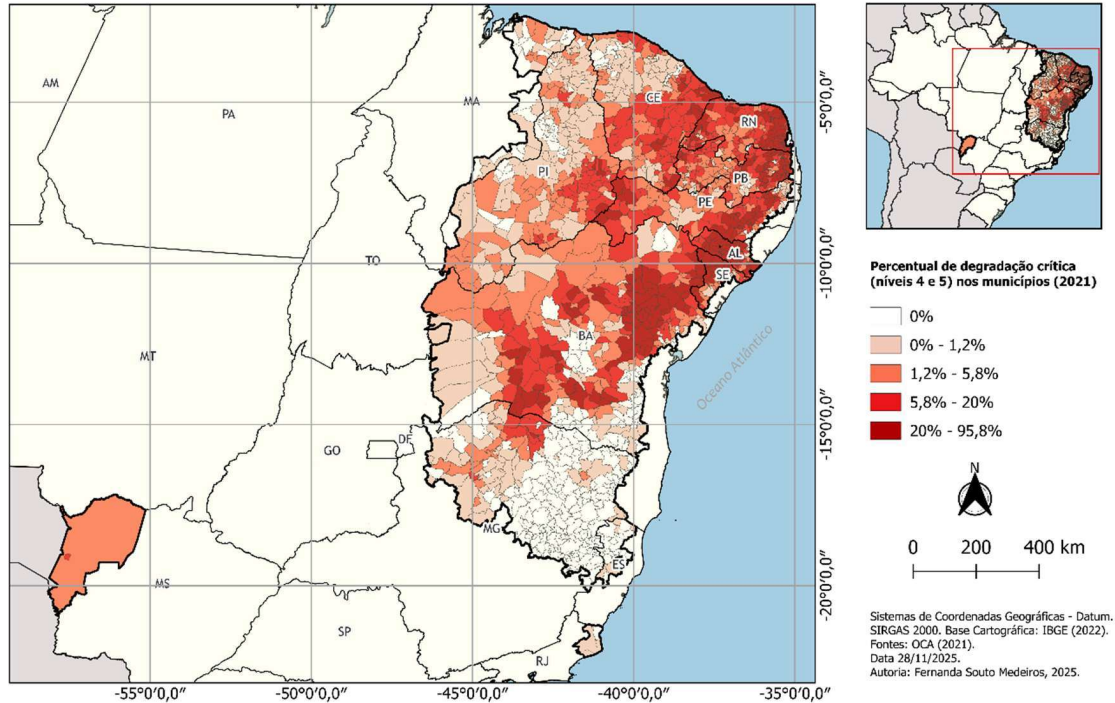 AM
PA
MA
CE
RN
PI
PB
PE
AL
SE
TO
BA
MT
GO
DF
MG
ES
MS
SP
RJ
Oceano Atlântico
-5°0'0,0"
-10°0'0,0"
-15°0'0,0"
-20°0'0,0"
-55°0'0,0"
-50°0'0,0"
-45°0'0,0"
-40°0'0,0"
-35°0'0,0"
Percentual de degradação crítica
(níveis 4 e 5) nos municípios (2021)
0%
0% - 1,2%
1,2% - 5,8%
5,8% - 20%
20% - 95,8%
N
0 200 400 km
Sistemas de Coordenadas Geográficas - Datum.
SIRGAS 2000. Base Cartográfica: IBGE (2022).
Fontes: OCA (2021).
Data 28/11/2025.
Autoria: Fernanda Souto Medeiros, 2025.